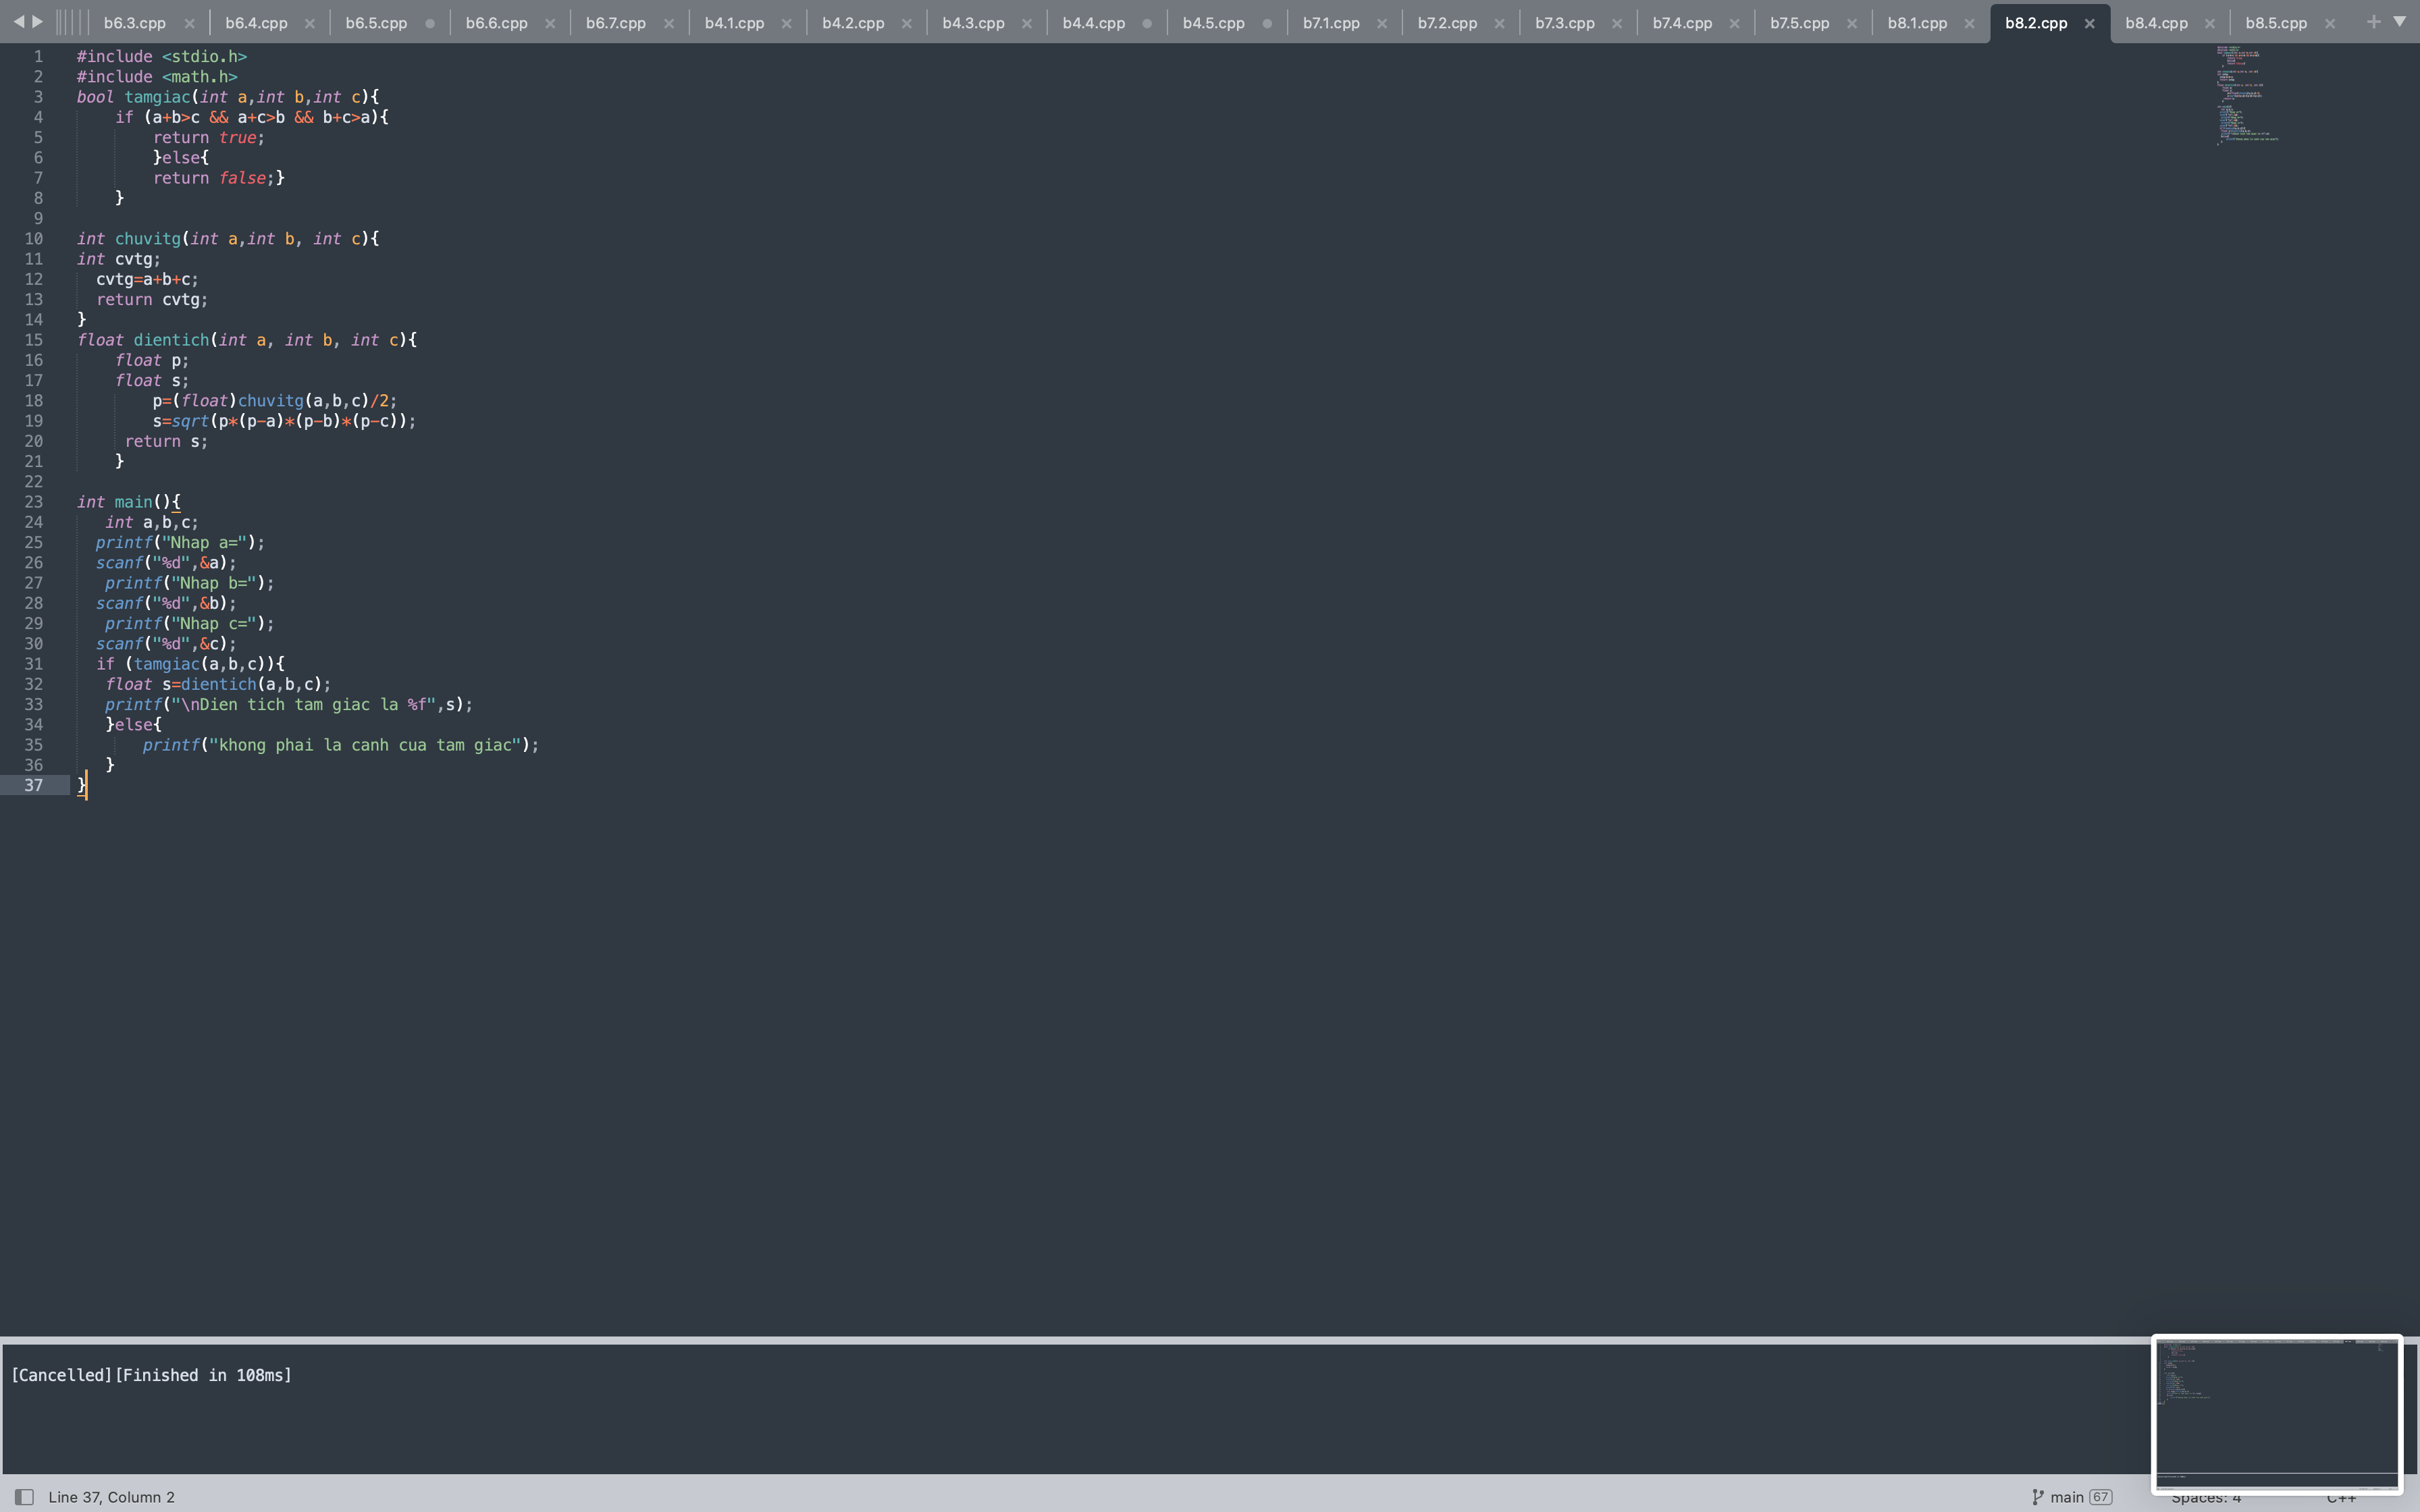 b6.3.cpp b6.4.cpp b6.5.cpp b6.6.cpp b6.7.cpp b4.1.cpp b4.2.cpp b4.3.cpp b4.4.cpp b4.5.cpp b7.1.cpp b7.2.cpp b7.3.cpp b7.4.cpp b7.5.cpp b8.1.cpp b8.2.cpp b8.4.cpp b8.5.cpp
1 #include <stdio.h>
2 #include <math.h>
3 bool tamgiac(int a,int b,int c){
4 if (a+b>c && a+c>b && b+c>a){
5 return true;
6 }else{
7 return false;}
8 }
9
10 int chuvitg(int a,int b, int c){
11 int cvtg;
12 cvtg=a+b+c;
13 return cvtg;
14 }
15 float dientich(int a, int b, int c){
16 float p;
17 float s;
18 p=(float)chuvitg(a,b,c)/2;
19 s=sqrt(p*(p-a)*(p-b)*(p-c));
20 return s;
21 }
22
23 int main(){
24 int a,b,c;
25 printf("Nhap a=");
26 scanf("%d",&a);
27 printf("Nhap b=");
28 scanf("%d",&b);
29 printf("Nhap c=");
30 scanf("%d",&c);
31 if (tamgiac(a,b,c)){
32 float s=dientich(a,b,c);
33 printf("\nDien tich tam giac la %f",s);
34 }else{
35 printf("khong phai la canh cua tam giac");
36 }
37 }
[Cancelled][Finished in 108ms]
Line 37, Column 2 main 67 Spaces: 4 C++